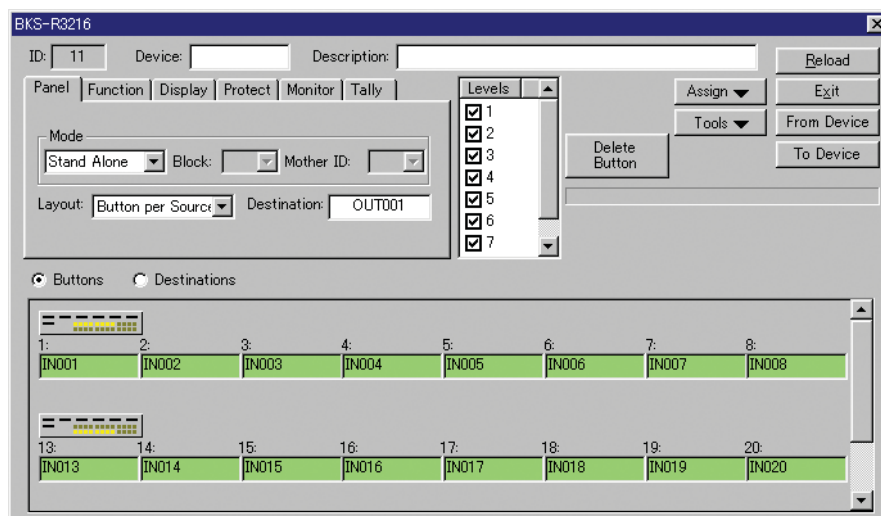 BKS-R3216
ID: 11 Device: Description: Reload
Panel Function Display Protect Monitor Tally Levels Assign Exit
1 Tools From Device
Mode 2
Stand Alone Block: Mother ID: 3 Delete Button To Device
4
Layout: Button per Source Destination: OUT001 5
6
7
Buttons Destinations
1: 2: 3: 4: 5: 6: 7: 8:
IN001 IN002 IN003 IN004 IN005 IN006 IN007 IN008
13: 14: 15: 16: 17: 18: 19: 20:
IN013 IN014 IN015 IN016 IN017 IN018 IN019 IN020